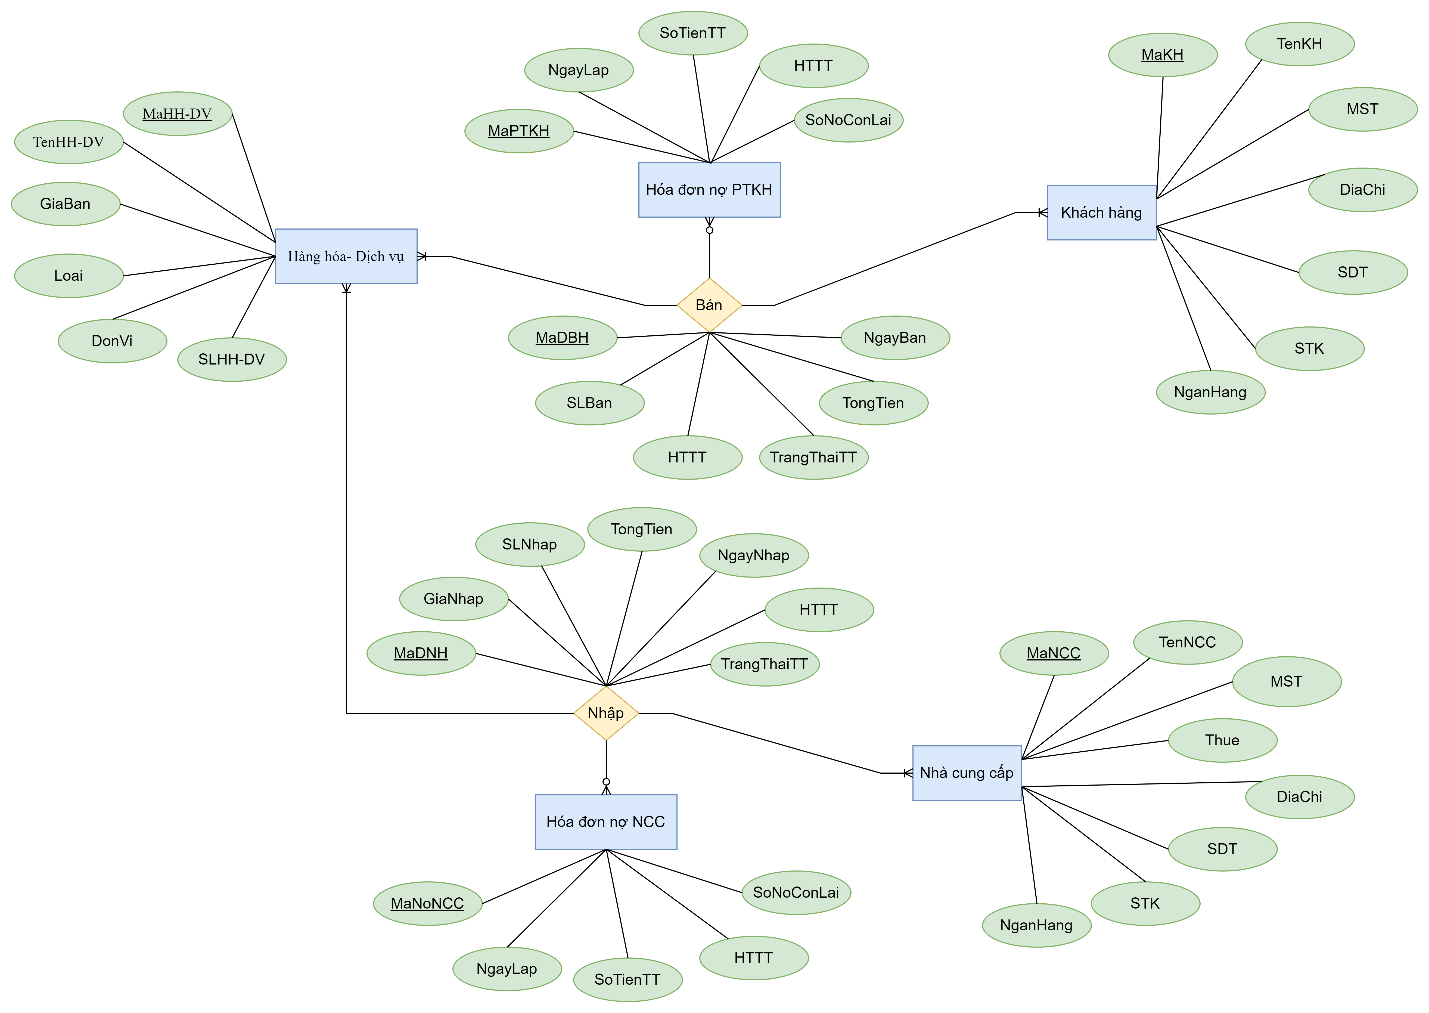 SoTienTT
NgayLap
HTTT
MaPTKH
SoNoConLai
Hóa đơn nợ PTKH
MaKH
TenKH
MST
DiaChi
SDT
STK
NganHang
Khách hàng
MaHH-DV
TenHH-DV
GiaBan
Loai
DonVi
SLHH-DV
Hàng hóa- Dịch vụ
Bán
MaDBH
NgayBan
SLBan
TongTien
HTTT
TrangThaiTT
TongTien
SLNhap
NgayNhap
GiaNhap
HTTT
MaDNH
TrangThaiTT
Nhập
MaNCC
TenNCC
MST
Thue
DiaChi
SDT
STK
NganHang
Nhà cung cấp
Hóa đơn nợ NCC
MaNoNCC
SoNoConLai
NgayLap
SoTienTT
HTTT